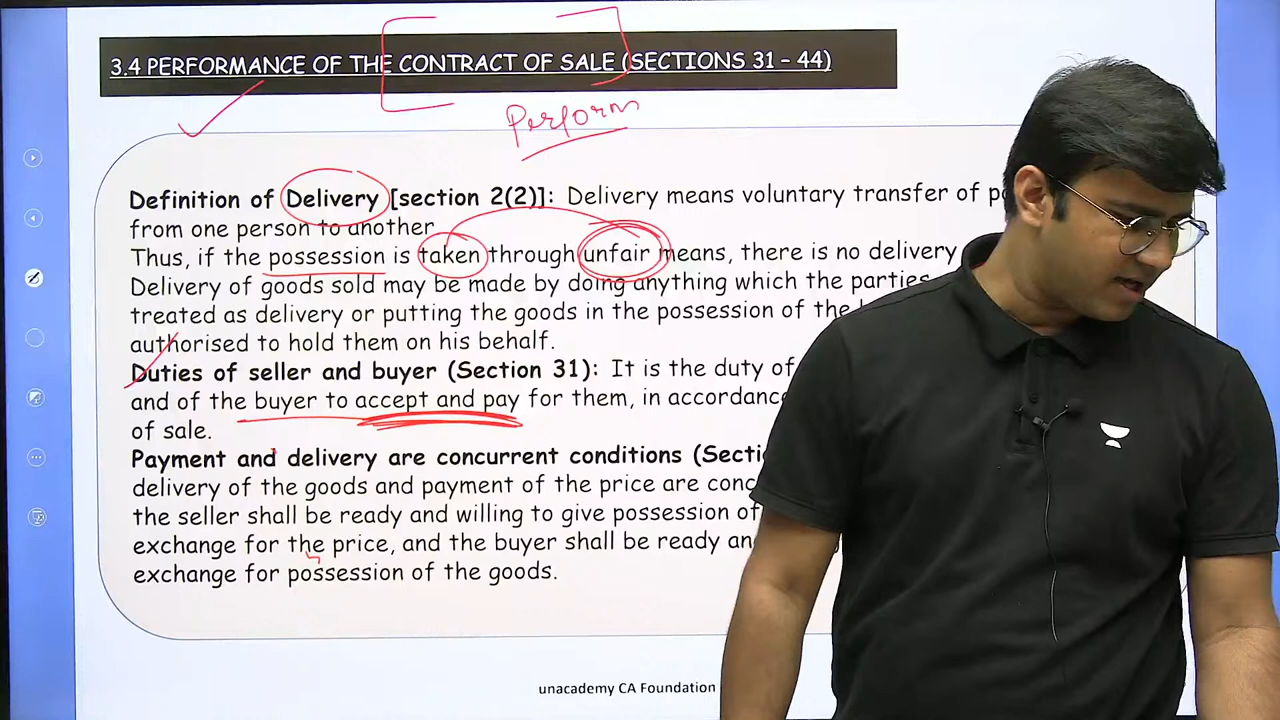 3.4 PERFORMANCE OF THE CONTRACT OF SALE (SECTIONS 31 – 44)
Perform
Definition of Delivery [section 2(2)]: Delivery means voluntary transfer of
from one person to another
Thus, if the possession is taken through unfair means, there is no delivery
Delivery of goods sold may be made by doing anything which the parties
treated as delivery or putting the goods in the possession of the
authorised to hold them on his behalf.
Duties of seller and buyer (Section 31): It is the duty of
and of the buyer to accept and pay for them, in accordance
of sale.
Payment and delivery are concurrent conditions
delivery of the goods and payment of the price are
the seller shall be ready and willing to give possession of
exchange for the price, and the buyer shall be ready
exchange for possession of the goods.
unacademy CA Foundation